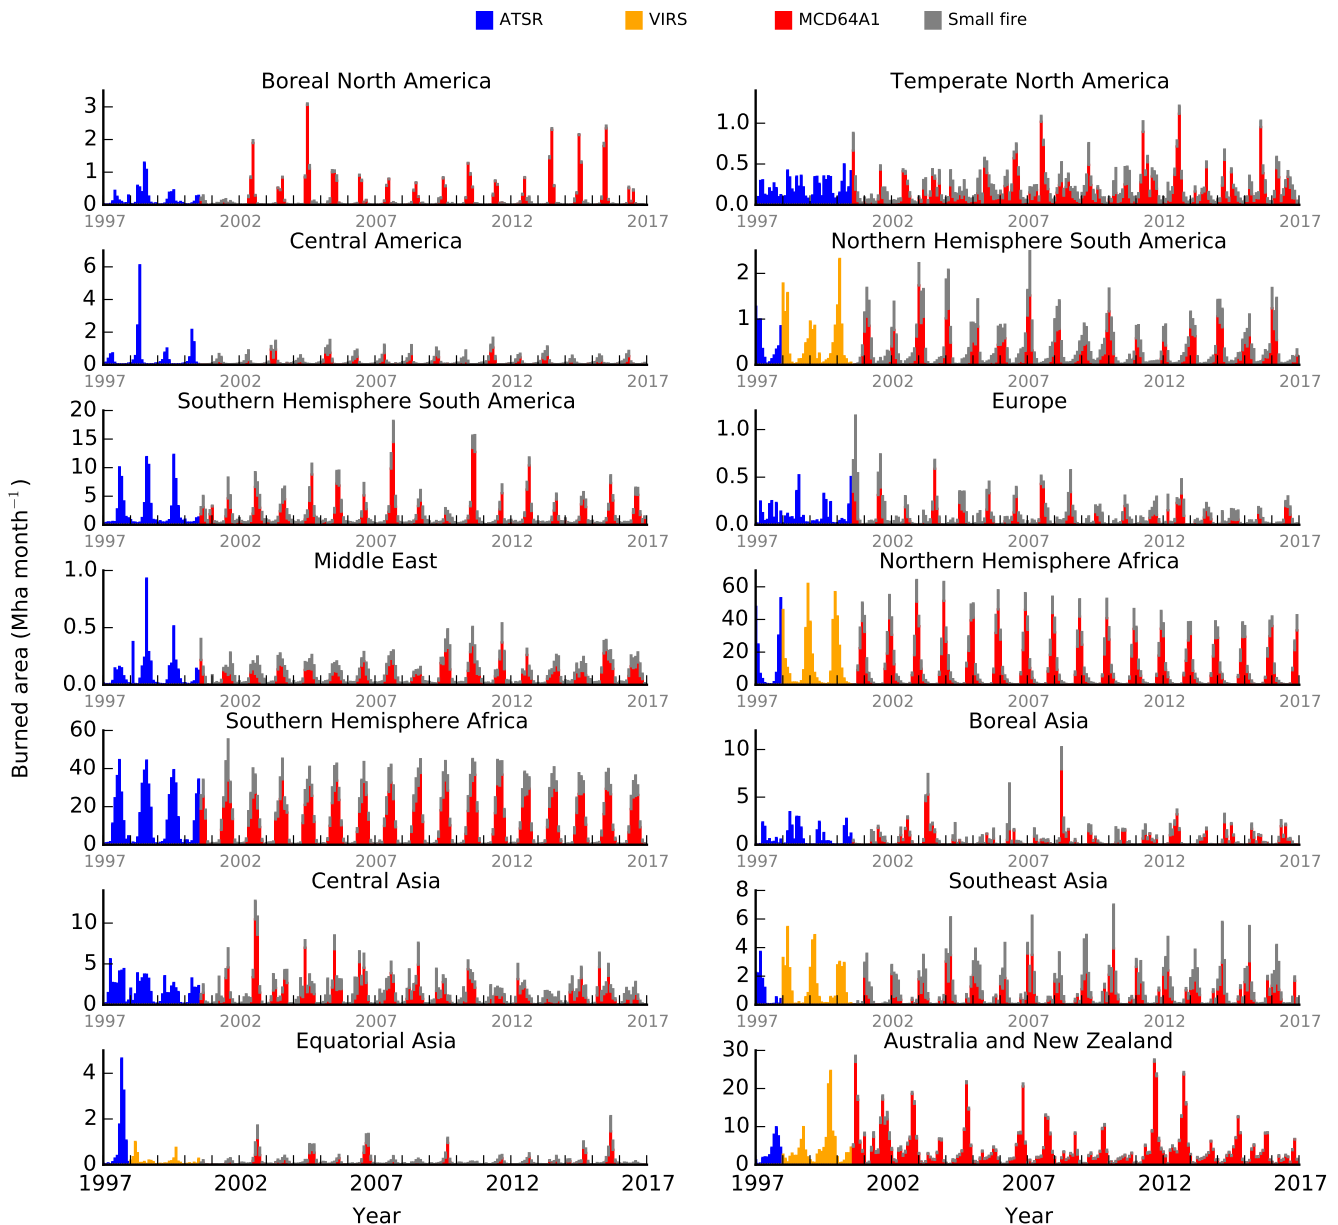 ATSR VIRS MCD64A1 Small fire
Boreal North America
0 1 2 3
1997 2002 2007 2012 2017
Temperate North America
0.0 0.5 1.0
1997 2002 2007 2012 2017
Central America
0 2 4 6
1997 2002 2007 2012 2017
Northern Hemisphere South America
0 1 2
1997 2002 2007 2012 2017
Southern Hemisphere South America
0 5 10 15 20
1997 2002 2007 2012 2017
Europe
0.0 0.5 1.0
1997 2002 2007 2012 2017
Burned area (Mha month⁻¹)
Middle East
0.0 0.5 1.0
1997 2002 2007 2012 2017
Northern Hemisphere Africa
0 20 40 60
1997 2002 2007 2012 2017
Southern Hemisphere Africa
0 20 40 60
1997 2002 2007 2012 2017
Boreal Asia
0 5 10
1997 2002 2007 2012 2017
Central Asia
0 5 10
1997 2002 2007 2012 2017
Southeast Asia
0 2 4 6 8
1997 2002 2007 2012 2017
Equatorial Asia
0 2 4
1997 2002 2007 2012 2017
Year
Australia and New Zealand
0 10 20 30
1997 2002 2007 2012 2017
Year